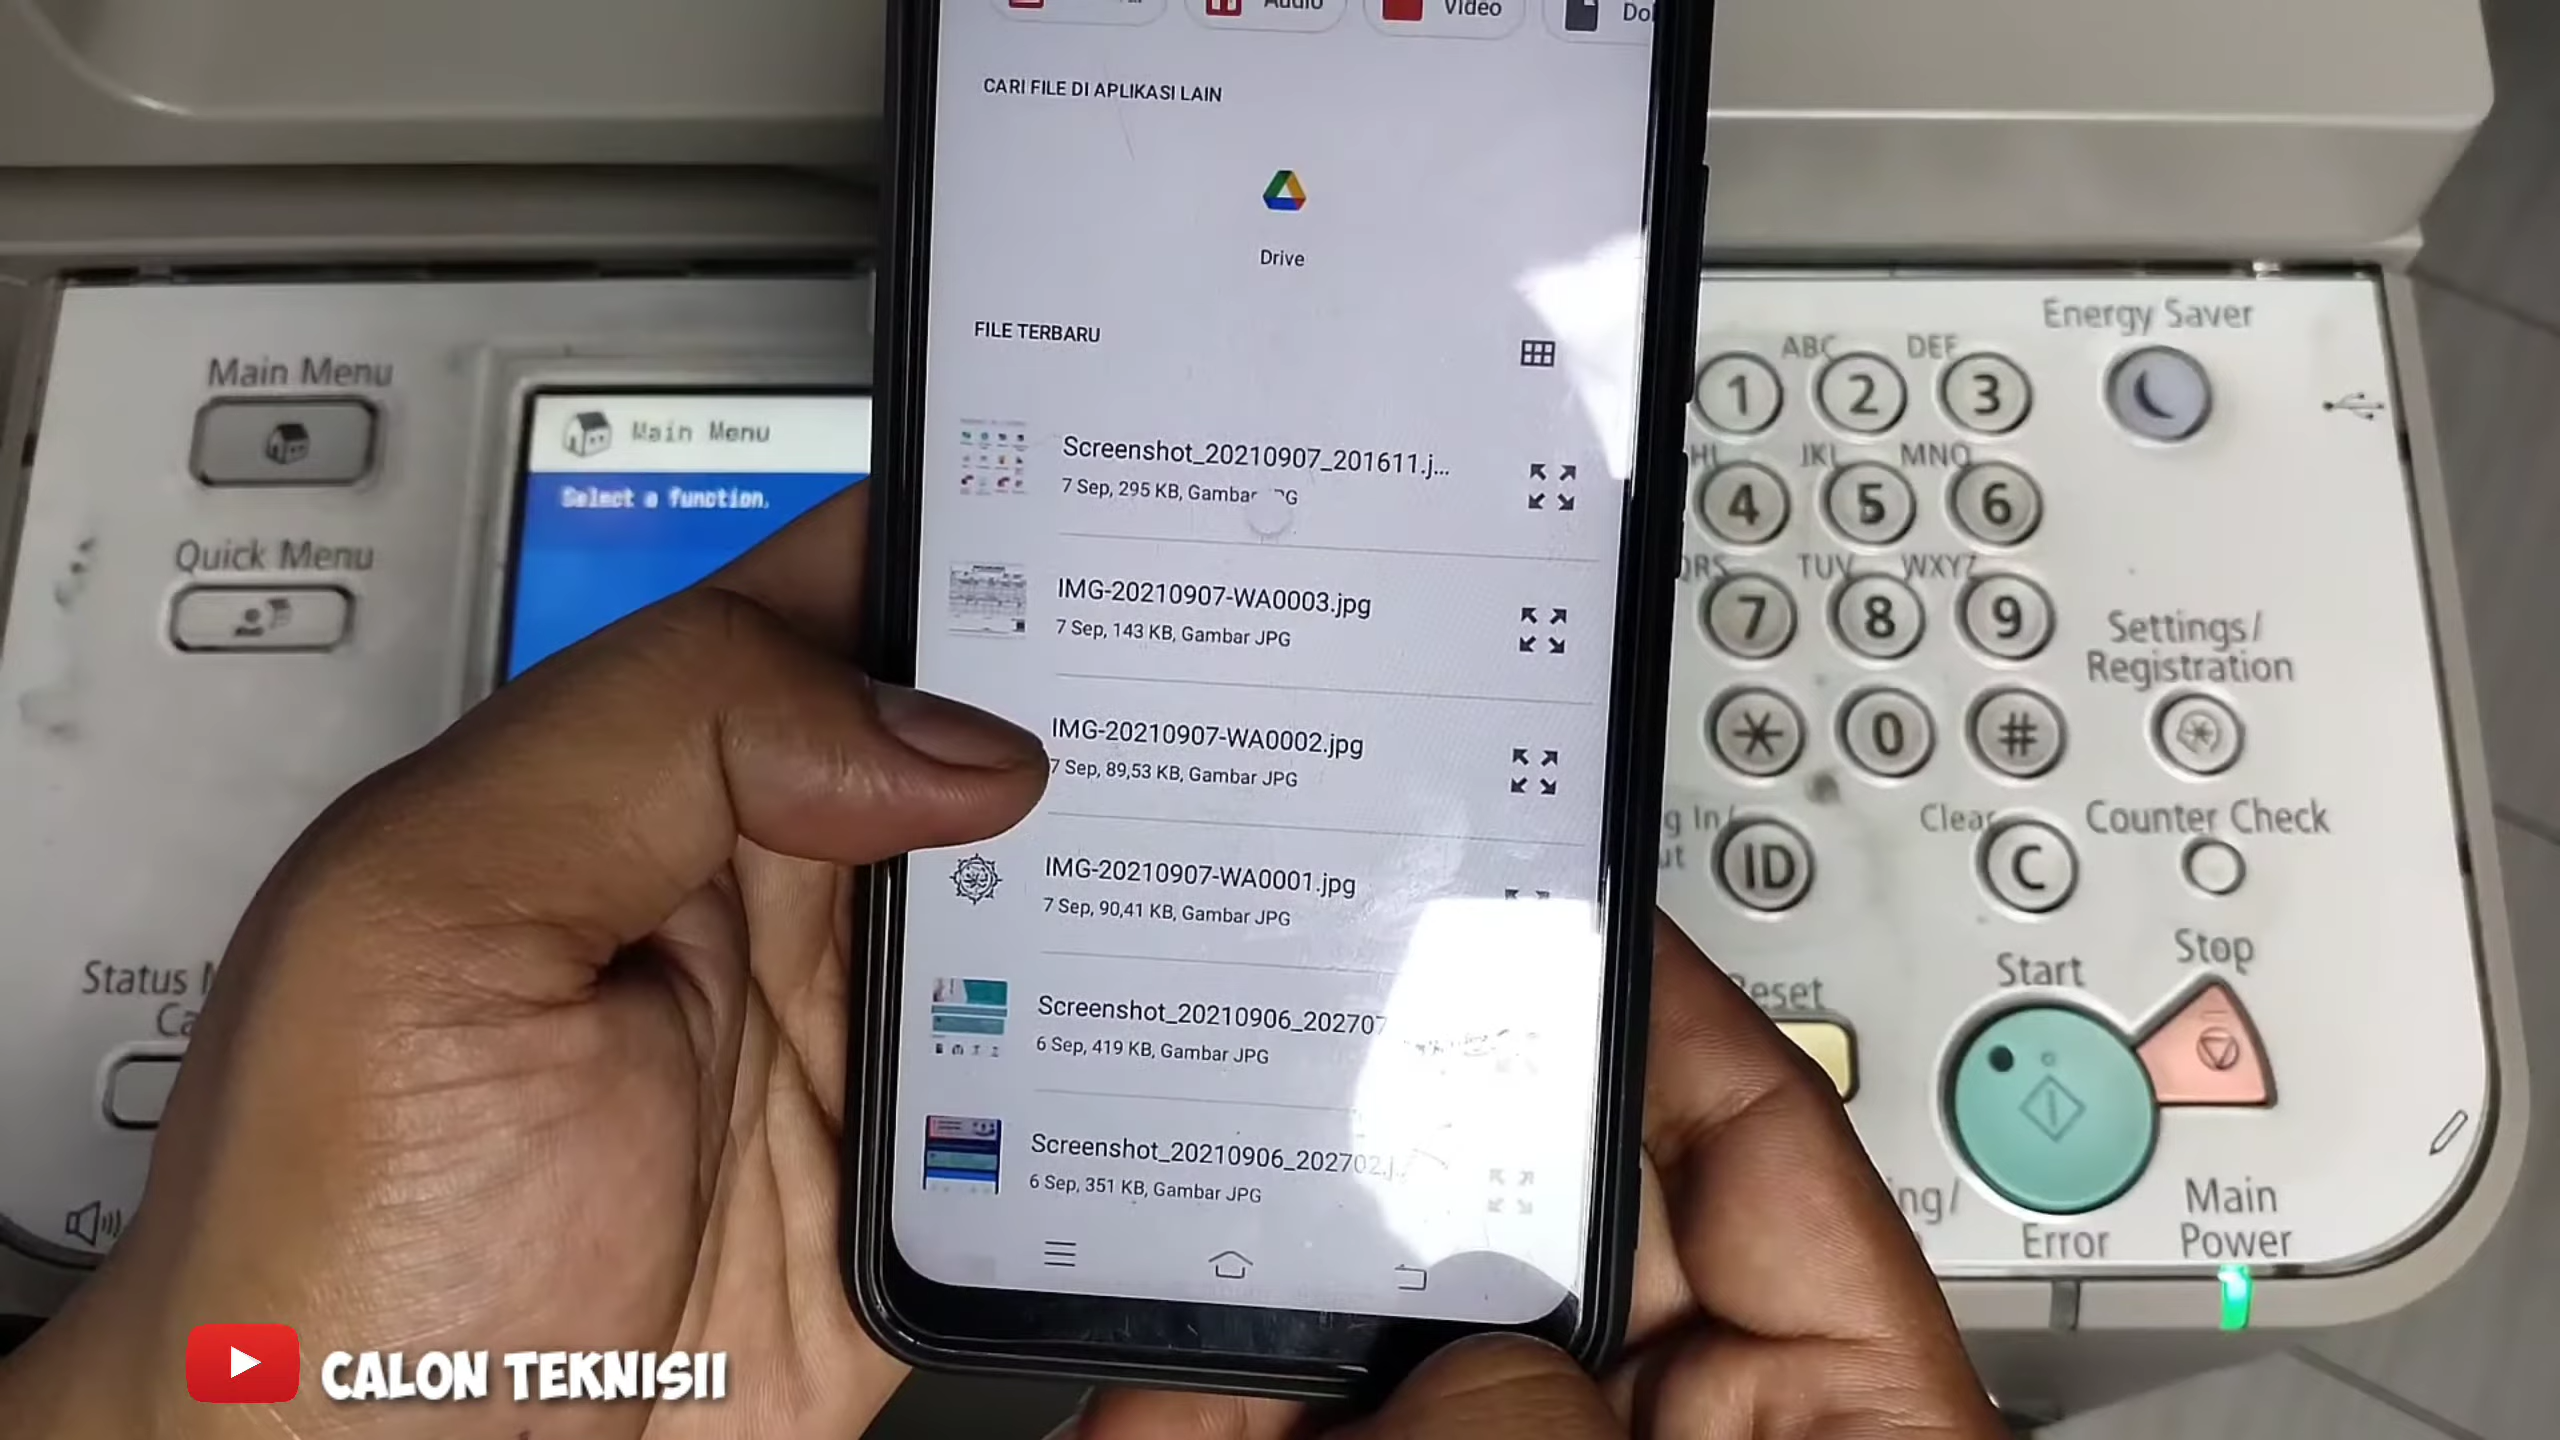 Audio
Video
CARI FILE DI APLIKASI LAIN
Drive
FILE TERBARU
Screenshot_20210907_201611.j...
7 Sep, 295 KB, Gambar
IMG-20210907-WA0003.jpg
7 Sep, 143 KB, Gambar JPG
IMG-20210907-WA0002.jpg
7 Sep, 89,53 KB, Gambar JPG
IMG-20210907-WA0001.jpg
7 Sep, 90,41 KB, Gambar JPG
Screenshot_20210906_202707
6 Sep, 419 KB, Gambar JPG
Screenshot_20210906_202702.j..
6 Sep, 351 KB, Gambar JPG
Main Menu
Main Menu
Select a function.
Quick Menu
Status
Energy Saver
ABC DEF
1 2 3
JKL MNO
4 5 6
TUV WXYZ
7 8 9
* 0 #
Settings/
Registration
ID
Clear
C
Counter Check
Stop
Start
Error
Main
Power
CALON TEKNISII